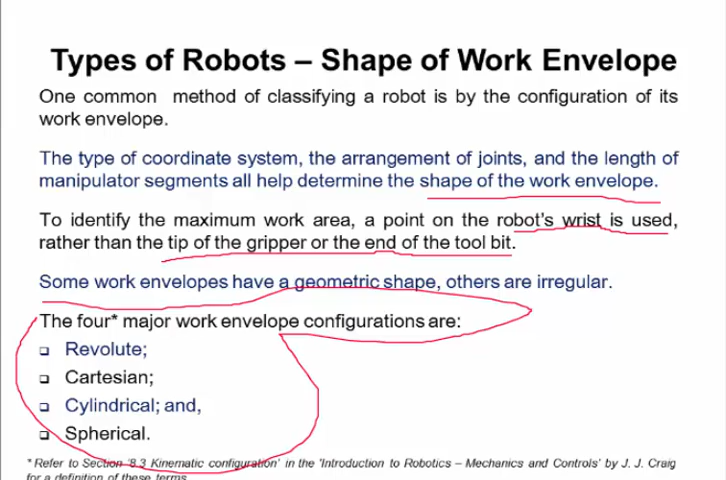 Types of Robots – Shape of Work Envelope
One common method of classifying a robot is by the configuration of its
work envelope.
The type of coordinate system, the arrangement of joints, and the length of
manipulator segments all help determine the shape of the work envelope.
To identify the maximum work area, a point on the robot's wrist is used,
rather than the tip of the gripper or the end of the tool bit.
Some work envelopes have a geometric shape, others are irregular.
The four* major work envelope configurations are:
❑ Revolute;
❑ Cartesian;
❑ Cylindrical; and,
❑ Spherical.
* Refer to Section '8.3 Kinematic configuration' in the 'Introduction to Robotics – Mechanics and Controls' by J. J. Craig
for a definition of these terms